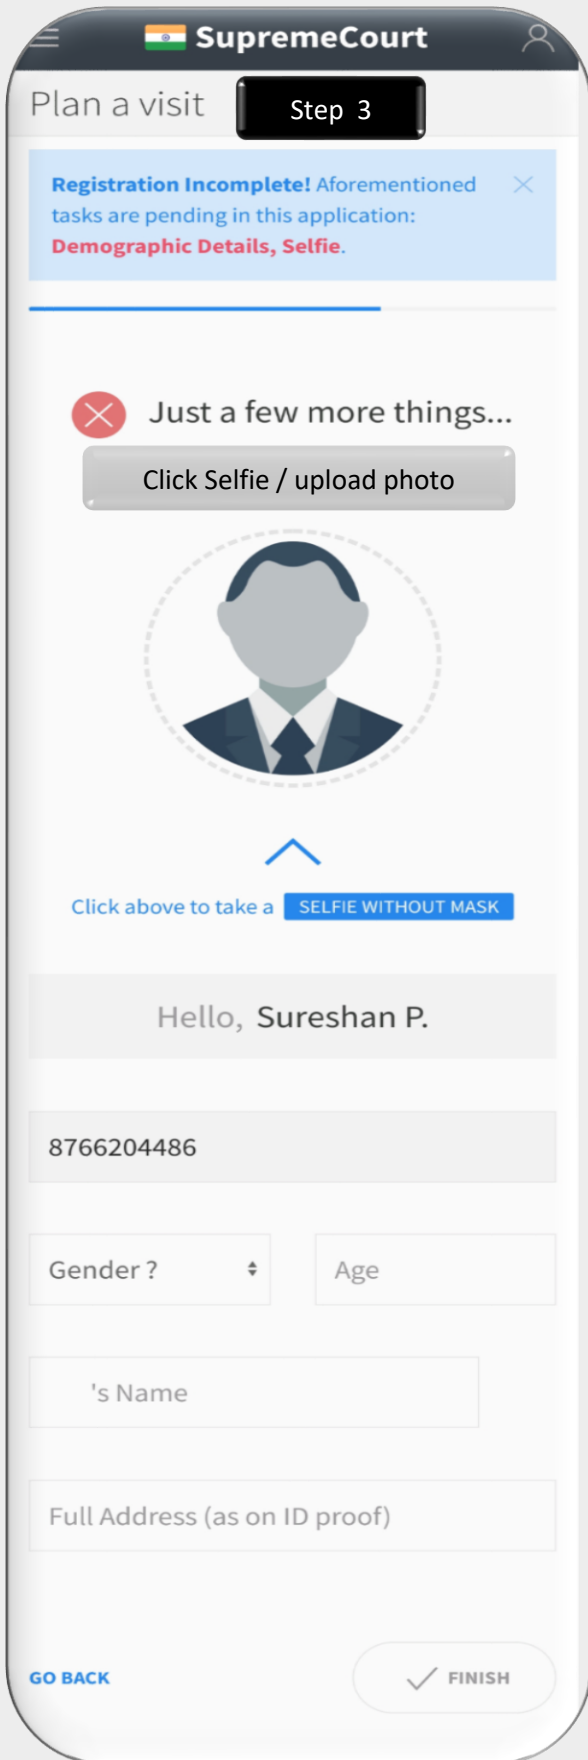 SupremeCourt
Plan a visit
Step 3
Registration Incomplete! Aforementioned
tasks are pending in this application:
Demographic Details, Selfie.
Just a few more things...
Click Selfie / upload photo
Click above to take a SELFIE WITHOUT MASK
Hello, Sureshan P.
8766204486
Gender ?
Age
's Name
Full Address (as on ID proof)
GO BACK
FINISH